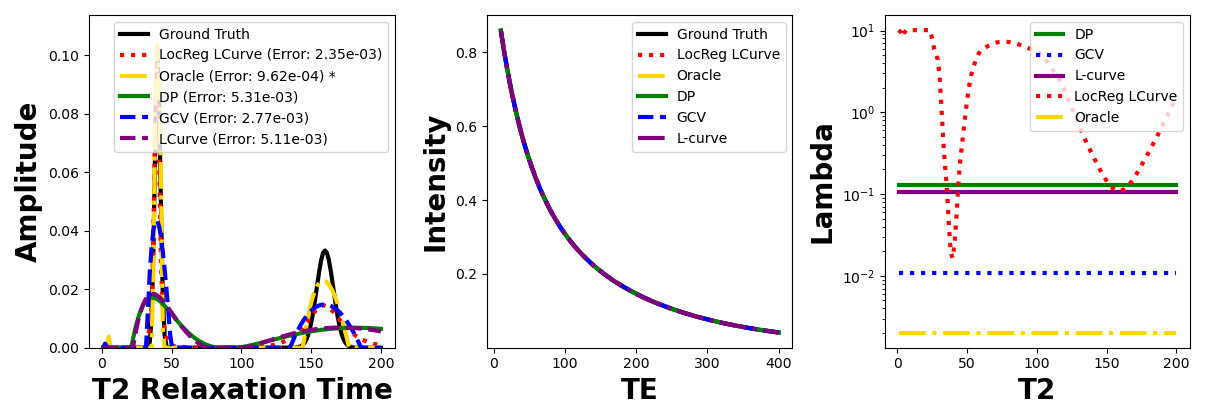 Amplitude
0.10
0.08
0.06
0.04
0.02
0.00
Ground Truth
LocReg LCurve (Error: 2.35e-03)
Oracle (Error: 9.62e-04) *
DP (Error: 5.31e-03)
GCV (Error: 2.77e-03)
LCurve (Error: 5.11e-03)
0 50 100 150 200
T2 Relaxation Time
Intensity
0.8
0.6
0.4
0.2
Ground Truth
LocReg LCurve
Oracle
DP
GCV
L-curve
0 100 200 300 400
TE
Lambda
10¹
10⁰
10⁻¹
10⁻²
DP
GCV
L-curve
LocReg LCurve
Oracle
0 50 100 150 200
T2